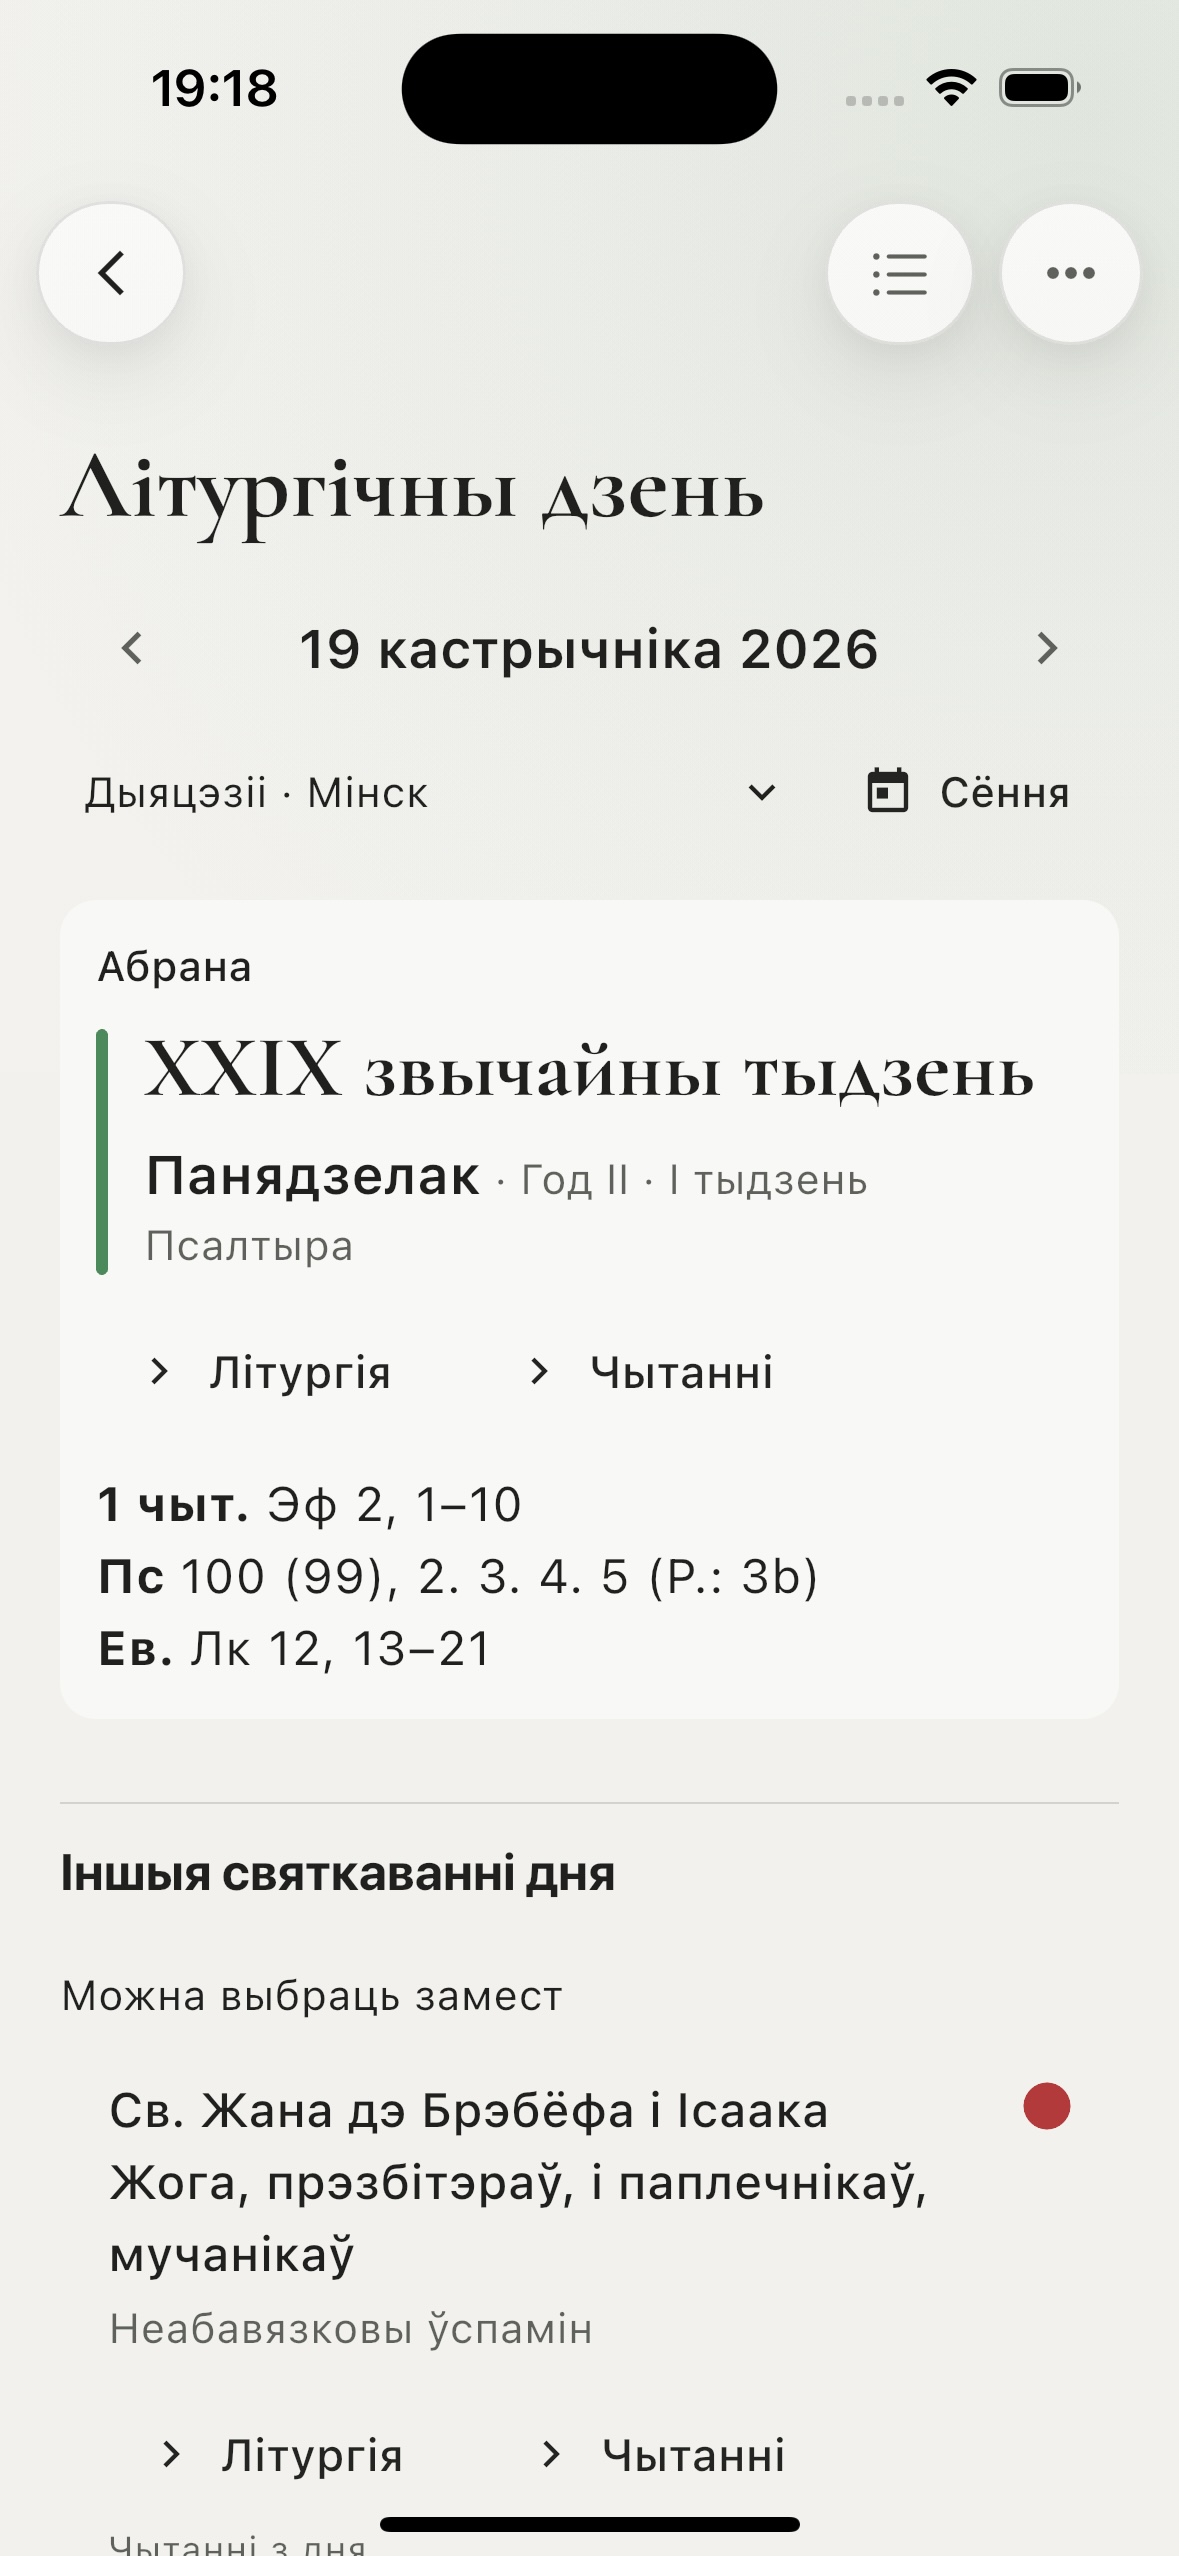 19:18
Літургічны дзень
19 кастрычніка 2026
Дыяцэзіі · Мінск
Сёння
Абрана
XXIX звычайны тыдзень
Панядзелак · Год II · I тыдзень
Псалтыра
Літургія
Чытанні
1 чыт. Эф 2, 1–10
Пс 100 (99), 2. 3. 4. 5 (Р.: 3b)
Ев. Лк 12, 13–21
Іншыя святкаванні дня
Можна выбраць замест
Св. Жана дэ Брэбёфа і Ісаака
Жога, прэзбітэраў, і паплечнікаў,
мучанікаў
Неабавязковы ўспамін
Літургія
Чытанні
Чытанні з дня